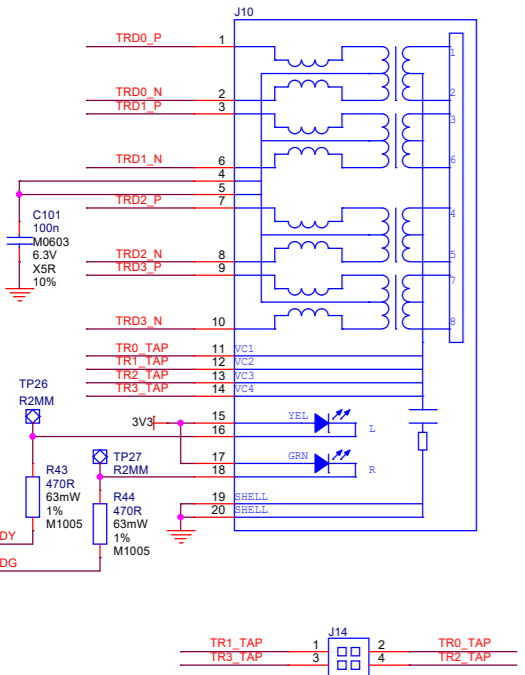 J10
TRD0_P 1
1
TRD0_N 2
2
TRD1_P 3
3
TRD1_N 6
6
4
5
TRD2_P 7
4
C101
100n
M0603
6.3V
X5R
10%
TRD2_N 8
5
TRD3_P 9
7
TRD3_N 10
8
TR0_TAP 11 VC1
TR1_TAP 12 VC2
TR2_TAP 13 VC3
TR3_TAP 14 VC4
TP26
R2MM
3V3 15 YEL
16 L
TP27
R2MM
17 GRN
18 R
R43
470R
63mW
1%
M1005
R44
470R
63mW
1%
M1005
19 SHELL
20 SHELL
DY
DG
J14
TR1_TAP 1 2 TR0_TAP
TR3_TAP 3 4 TR2_TAP